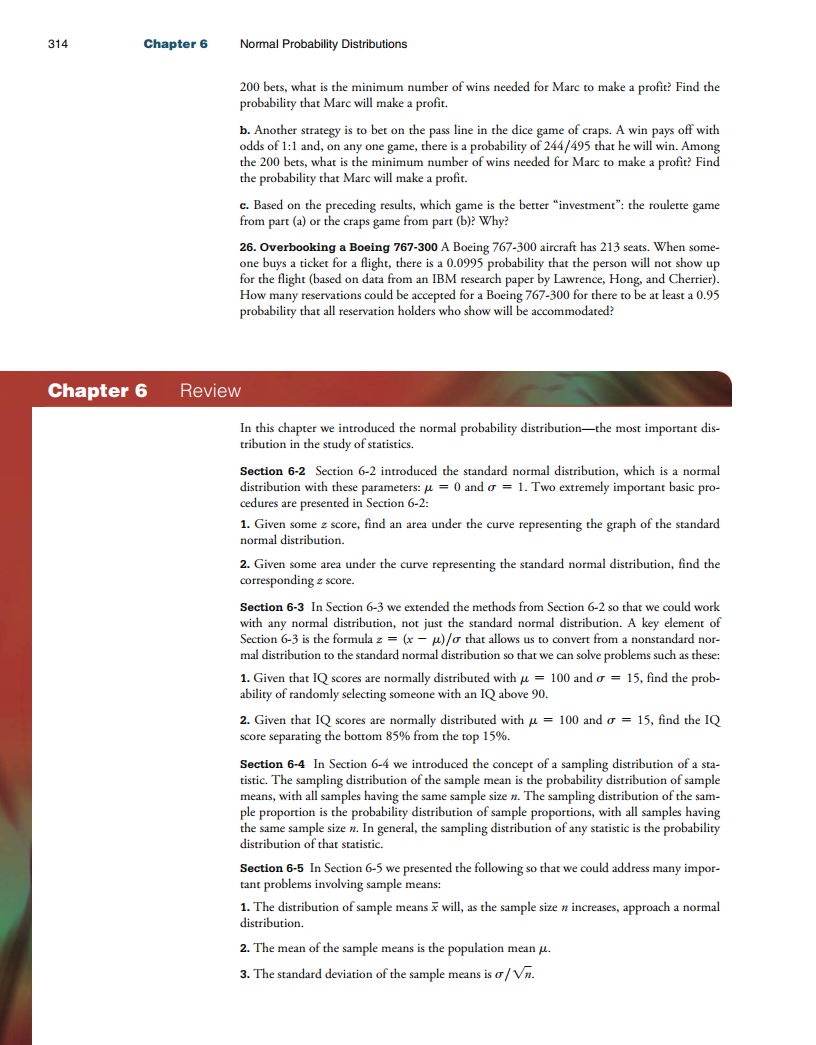 314 Chapter 6 Normal Probability Distributions
200 bets, what is the minimum number of wins needed for Marc to make a profit? Find the
probability that Marc will make a profit.
b. Another strategy is to bet on the pass line in the dice game of craps. A win pays off with
odds of 1:1 and, on any one game, there is a probability of 244/495 that he will win. Among
the 200 bets, what is the minimum number of wins needed for Marc to make a profit? Find
the probability that Marc will make a profit.
c. Based on the preceding results, which game is the better “investment”: the roulette game
from part (a) or the craps game from part (b)? Why?
26. Overbooking a Boeing 767-300 A Boeing 767-300 aircraft has 213 seats. When some-
one buys a ticket for a flight, there is a 0.0995 probability that the person will not show up
for the flight (based on data from an IBM research paper by Lawrence, Hong, and Cherrier).
How many reservations could be accepted for a Boeing 767-300 for there to be at least a 0.95
probability that all reservation holders who show will be accommodated?
Chapter 6 Review
In this chapter we introduced the normal probability distribution—the most important dis-
tribution in the study of statistics.
Section 6-2 Section 6-2 introduced the standard normal distribution, which is a normal
distribution with these parameters: μ = 0 and σ = 1. Two extremely important basic pro-
cedures are presented in Section 6-2:
1. Given some z score, find an area under the curve representing the graph of the standard
normal distribution.
2. Given some area under the curve representing the standard normal distribution, find the
corresponding z score.
Section 6-3 In Section 6-3 we extended the methods from Section 6-2 so that we could work
with any normal distribution, not just the standard normal distribution. A key element of
Section 6-3 is the formula z = (x − μ)/σ that allows us to convert from a nonstandard nor-
mal distribution to the standard normal distribution so that we can solve problems such as these:
1. Given that IQ scores are normally distributed with μ = 100 and σ = 15, find the prob-
ability of randomly selecting someone with an IQ above 90.
2. Given that IQ scores are normally distributed with μ = 100 and σ = 15, find the IQ
score separating the bottom 85% from the top 15%.
Section 6-4 In Section 6-4 we introduced the concept of a sampling distribution of a sta-
tistic. The sampling distribution of the sample mean is the probability distribution of sample
means, with all samples having the same sample size n. The sampling distribution of the sam-
ple proportion is the probability distribution of sample proportions, with all samples having
the same sample size n. In general, the sampling distribution of any statistic is the probability
distribution of that statistic.
Section 6-5 In Section 6-5 we presented the following so that we could address many impor-
tant problems involving sample means:
1. The distribution of sample means x̄ will, as the sample size n increases, approach a normal
distribution.
2. The mean of the sample means is the population mean μ.
3. The standard deviation of the sample means is σ/√n.